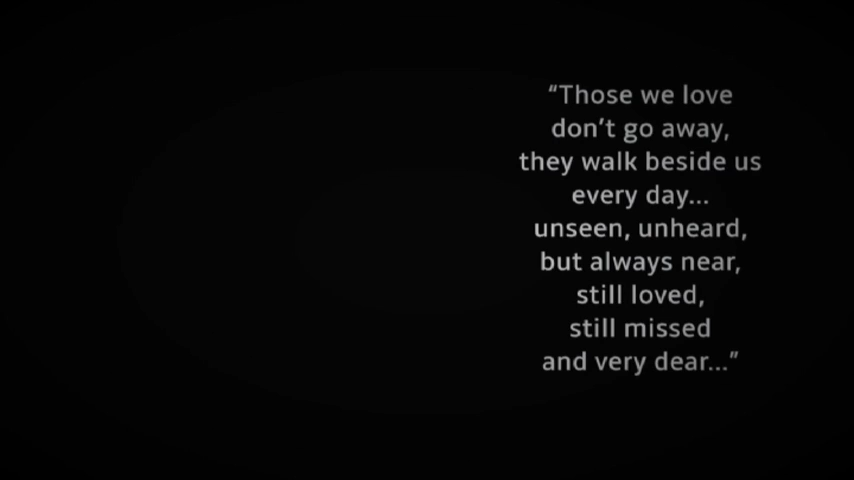 “Those we love
don’t go away,
they walk beside us
every day...
unseen, unheard,
but always near,
still loved,
still missed
and very dear...”